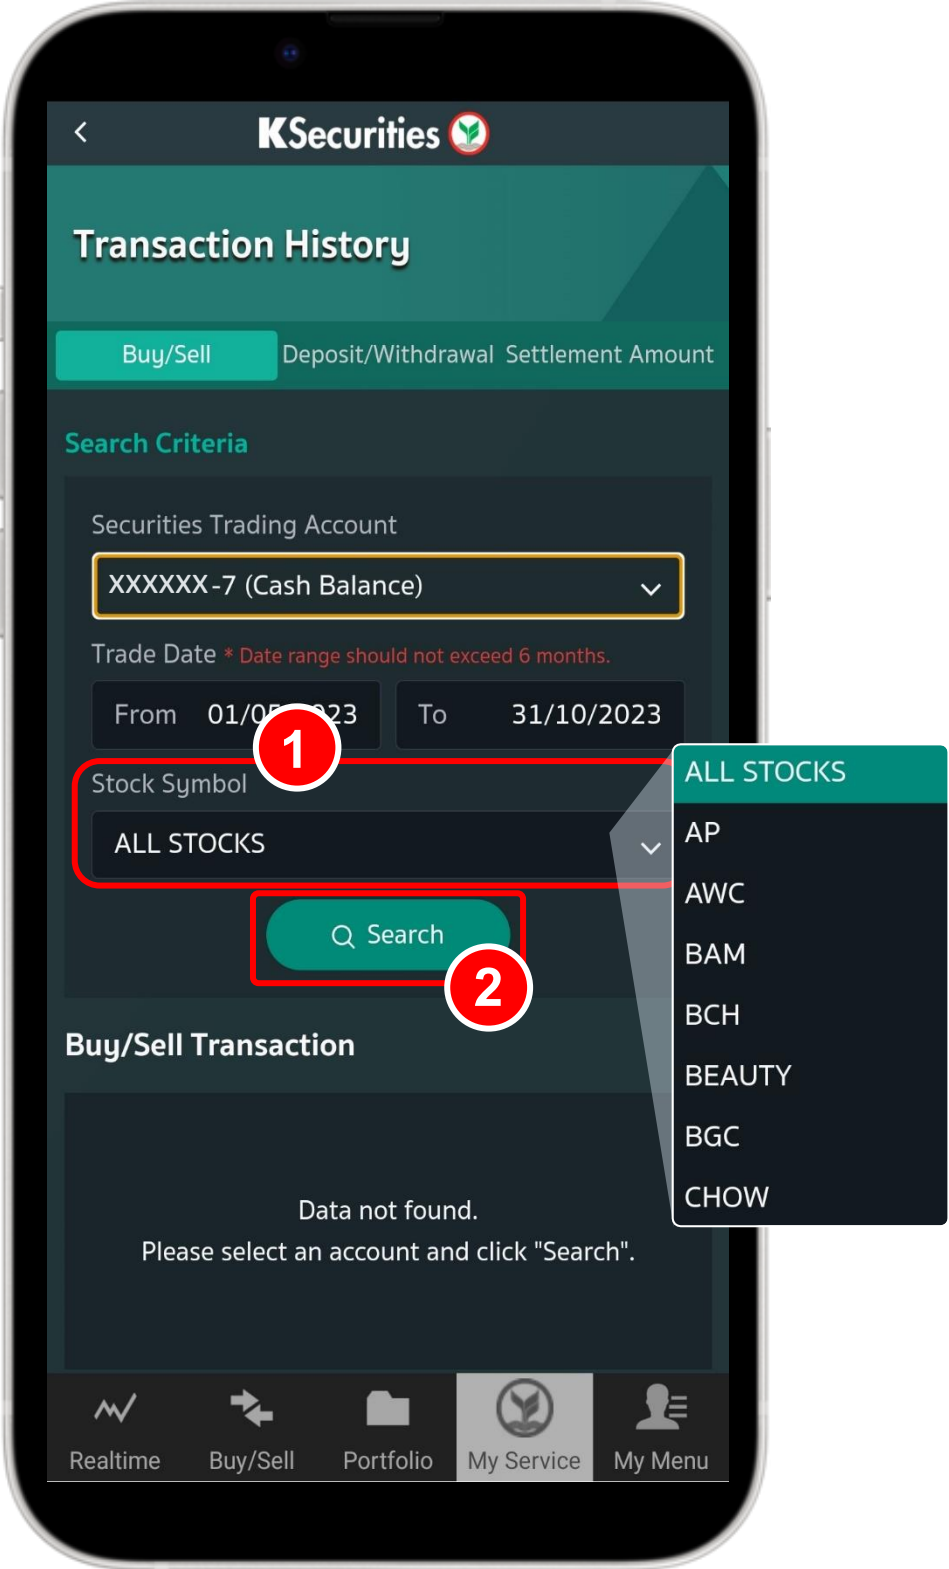 KSecurities
Transaction History
Buy/Sell Deposit/Withdrawal Settlement Amount
Search Criteria
Securities Trading Account
XXXXXX-7 (Cash Balance)
Trade Date * Date range should not exceed 6 months.
From 01/05 23 To 31/10/2023
1
Stock Symbol
ALL STOCKS
Search
2
ALL STOCKS
AP
AWC
BAM
BCH
BEAUTY
BGC
CHOW
Buy/Sell Transaction
Data not found.
Please select an account and click "Search".
Realtime Buy/Sell Portfolio My Service My Menu